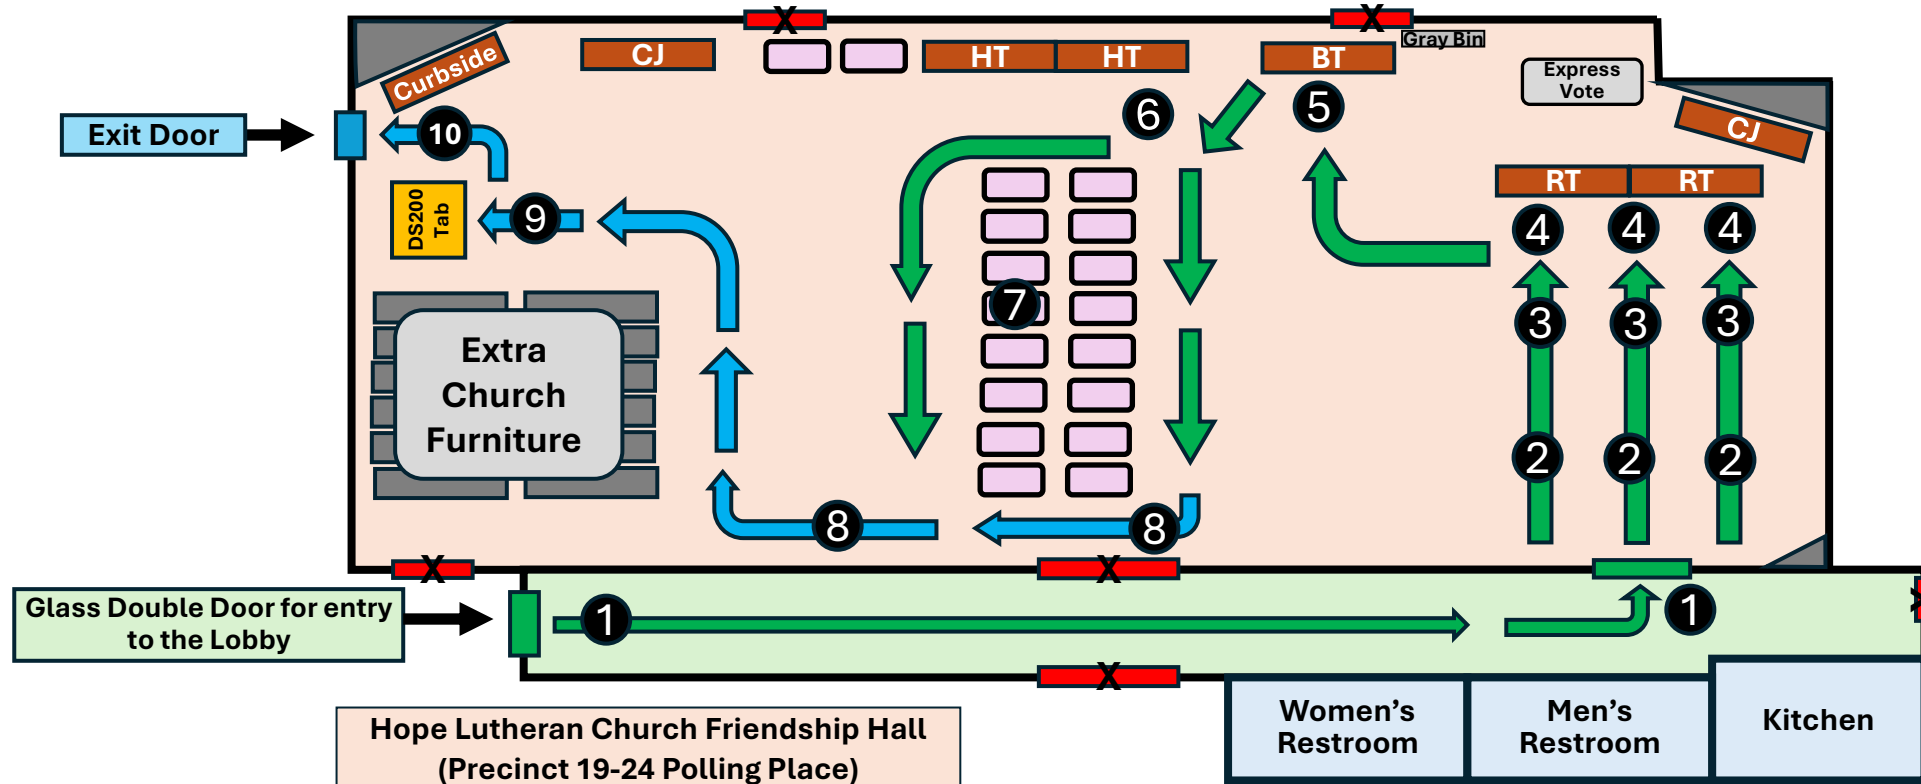 X
X
Gray Bin
Curbside
CJ
HT
HT
BT
Express
Vote
CJ
Exit Door
10
6
5
DS200
Tab
9
RT
RT
4
4
4
7
3
3
3
Extra
Church
Furniture
2
2
2
8
8
X
X
Glass Double Door for entry
to the Lobby
1
1
X
X
Women's
Restroom
Men's
Restroom
Kitchen
Hope Lutheran Church Friendship Hall
(Precinct 19-24 Polling Place)